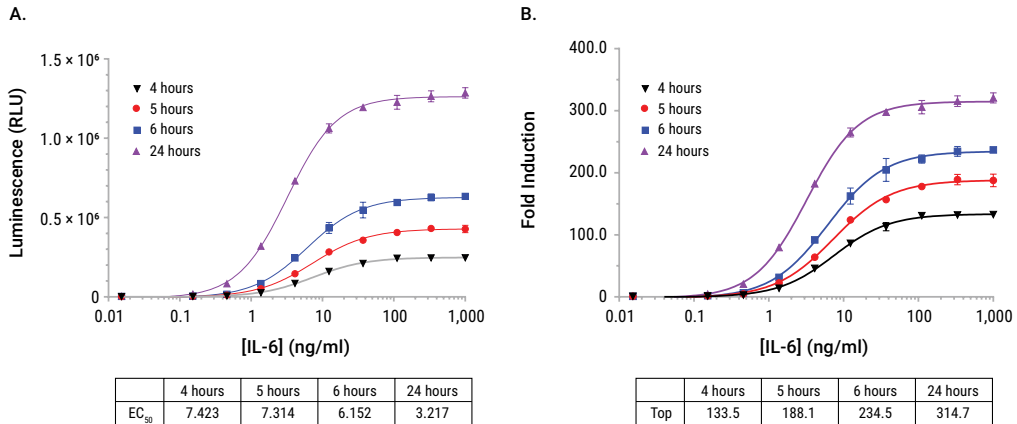 A.
Luminescence (RLU)
1.5 × 10⁶
1.0 × 10⁶
0.5 × 10⁶
0
4 hours
5 hours
6 hours
24 hours
0.01 0.1 1 10 100 1,000
[IL-6] (ng/ml)
4 hours 5 hours 6 hours 24 hours
EC₅₀ 7.423 7.314 6.152 3.217
B.
Fold Induction
400.0
300.0
200.0
100.0
0
4 hours
5 hours
6 hours
24 hours
0.01 0.1 1 10 100 1,000
[IL-6] (ng/ml)
4 hours 5 hours 6 hours 24 hours
Top 133.5 188.1 234.5 314.7